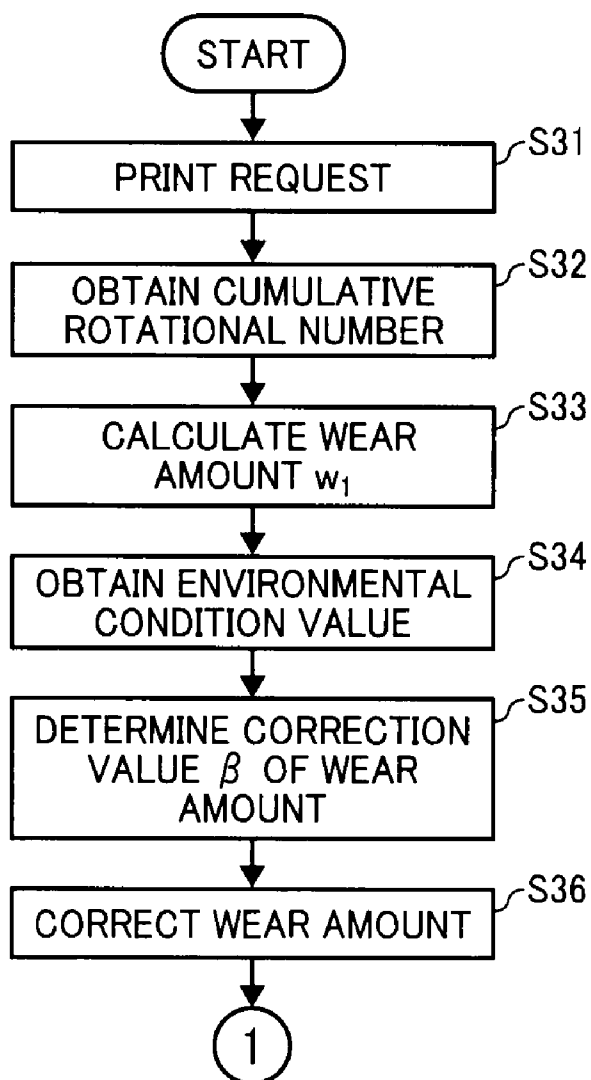 START
S31
PRINT REQUEST
S32
OBTAIN CUMULATIVE
ROTATIONAL NUMBER
S33
CALCULATE WEAR
AMOUNT w₁
S34
OBTAIN ENVIRONMENTAL
CONDITION VALUE
S35
DETERMINE CORRECTION
VALUE β OF WEAR
AMOUNT
S36
CORRECT WEAR AMOUNT
1